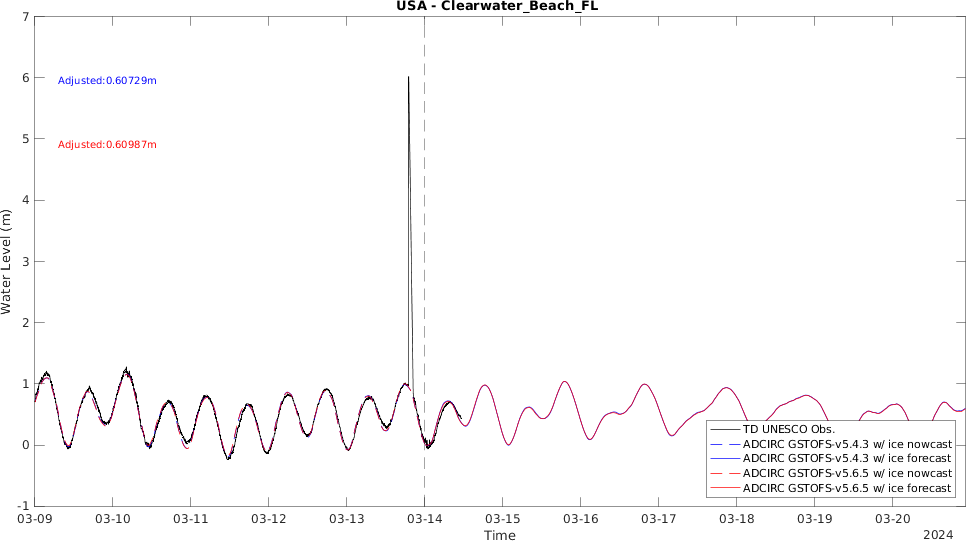 USA - Clearwater_Beach_FL
7
6
5
4
3
2
1
0
-1
Water Level (m)
Adjusted:0.60729m
Adjusted:0.60987m
TD UNESCO Obs.
ADCIRC GSTOFS-v5.4.3 w/ ice nowcast
ADCIRC GSTOFS-v5.4.3 w/ ice forecast
ADCIRC GSTOFS-v5.6.5 w/ ice nowcast
ADCIRC GSTOFS-v5.6.5 w/ ice forecast
03-09 03-10 03-11 03-12 03-13 03-14 03-15 03-16 03-17 03-18 03-19 03-20
Time
2024